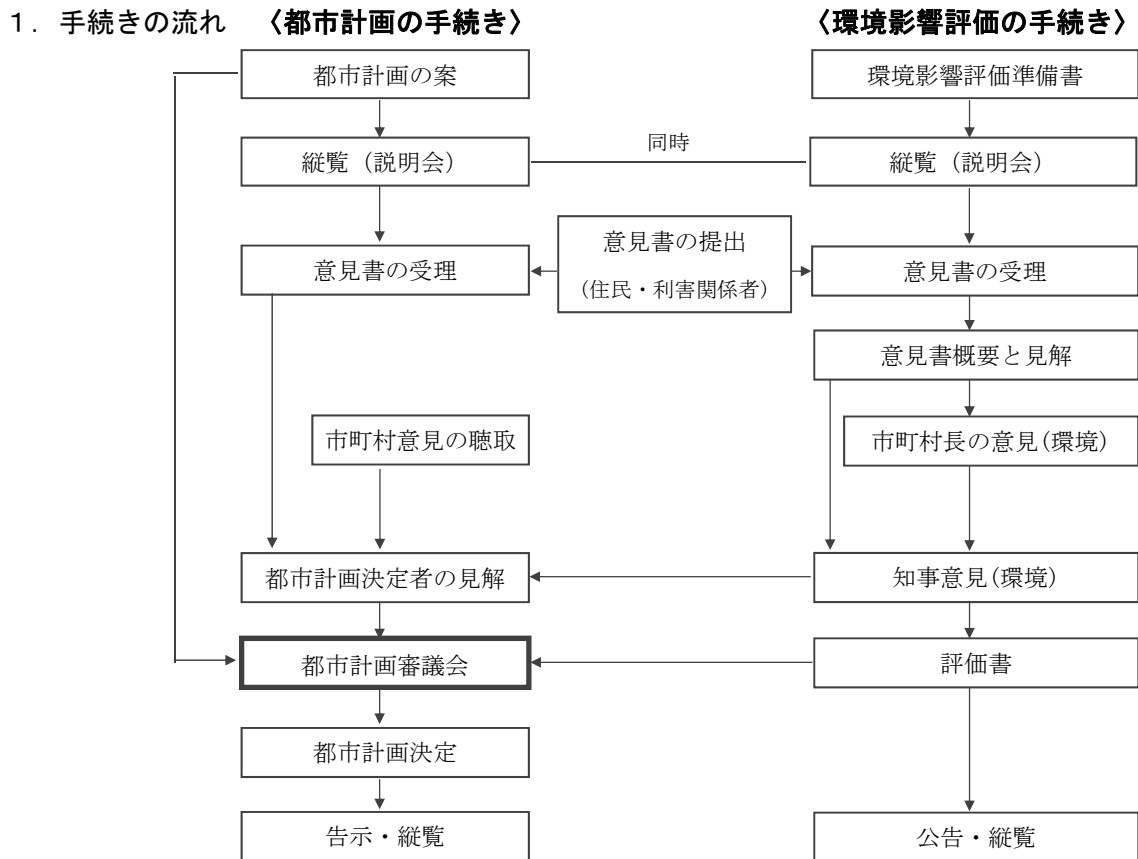 1. 手続きの流れ 〈都市計画の手続き〉 〈環境影響評価の手続き〉
都市計画の案 環境影響評価準備書
同時
縦覧（説明会） 縦覧（説明会）
意見書の提出
意見書の受理 意見書の受理
(住民・利害関係者)
意見書概要と見解
市町村意見の聴取 市町村長の意見(環境)
都市計画決定者の見解 知事意見(環境)
都市計画審議会 評価書
都市計画決定
告示・縦覧 公告・縦覧